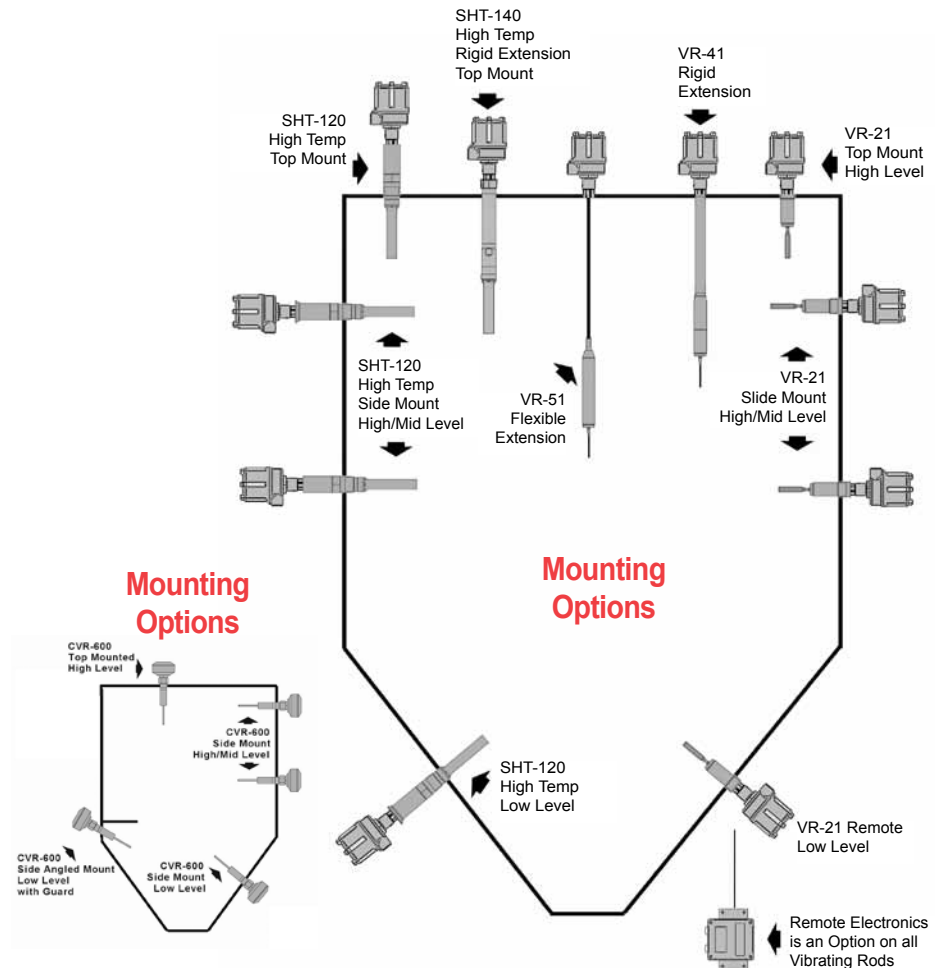 SHT-140
High Temp
Rigid Extension
Top Mount
VR-41
Rigid
Extension
SHT-120
High Temp
Top Mount
VR-21
Top Mount
High Level
SHT-120
High Temp
Side Mount
High/Mid Level
VR-51
Flexible
Extension
VR-21
Slide Mount
High/Mid Level
Mounting
Options
Mounting
Options
CVR-600
Top Mounted
High Level
CVR-600
Side Mount
High/Mid Level
SHT-120
High Temp
Low Level
VR-21 Remote
Low Level
CVR-600
Side Angled Mount
Low Level
with Guard
CVR-600
Side Mount
Low Level
Remote Electronics
is an Option on all
Vibrating Rods